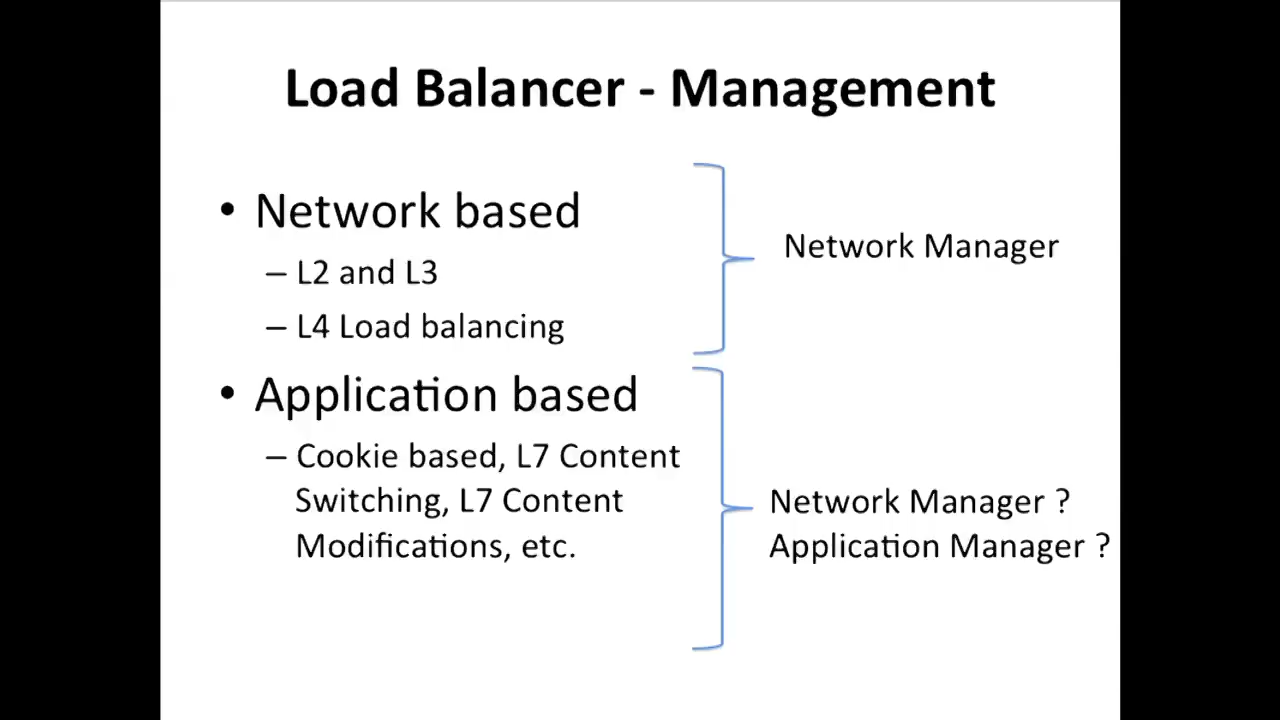 Load Balancer - Management
• Network based
– L2 and L3
– L4 Load balancing
Network Manager
• Application based
– Cookie based, L7 Content
Switching, L7 Content
Modifications, etc.
Network Manager ?
Application Manager ?